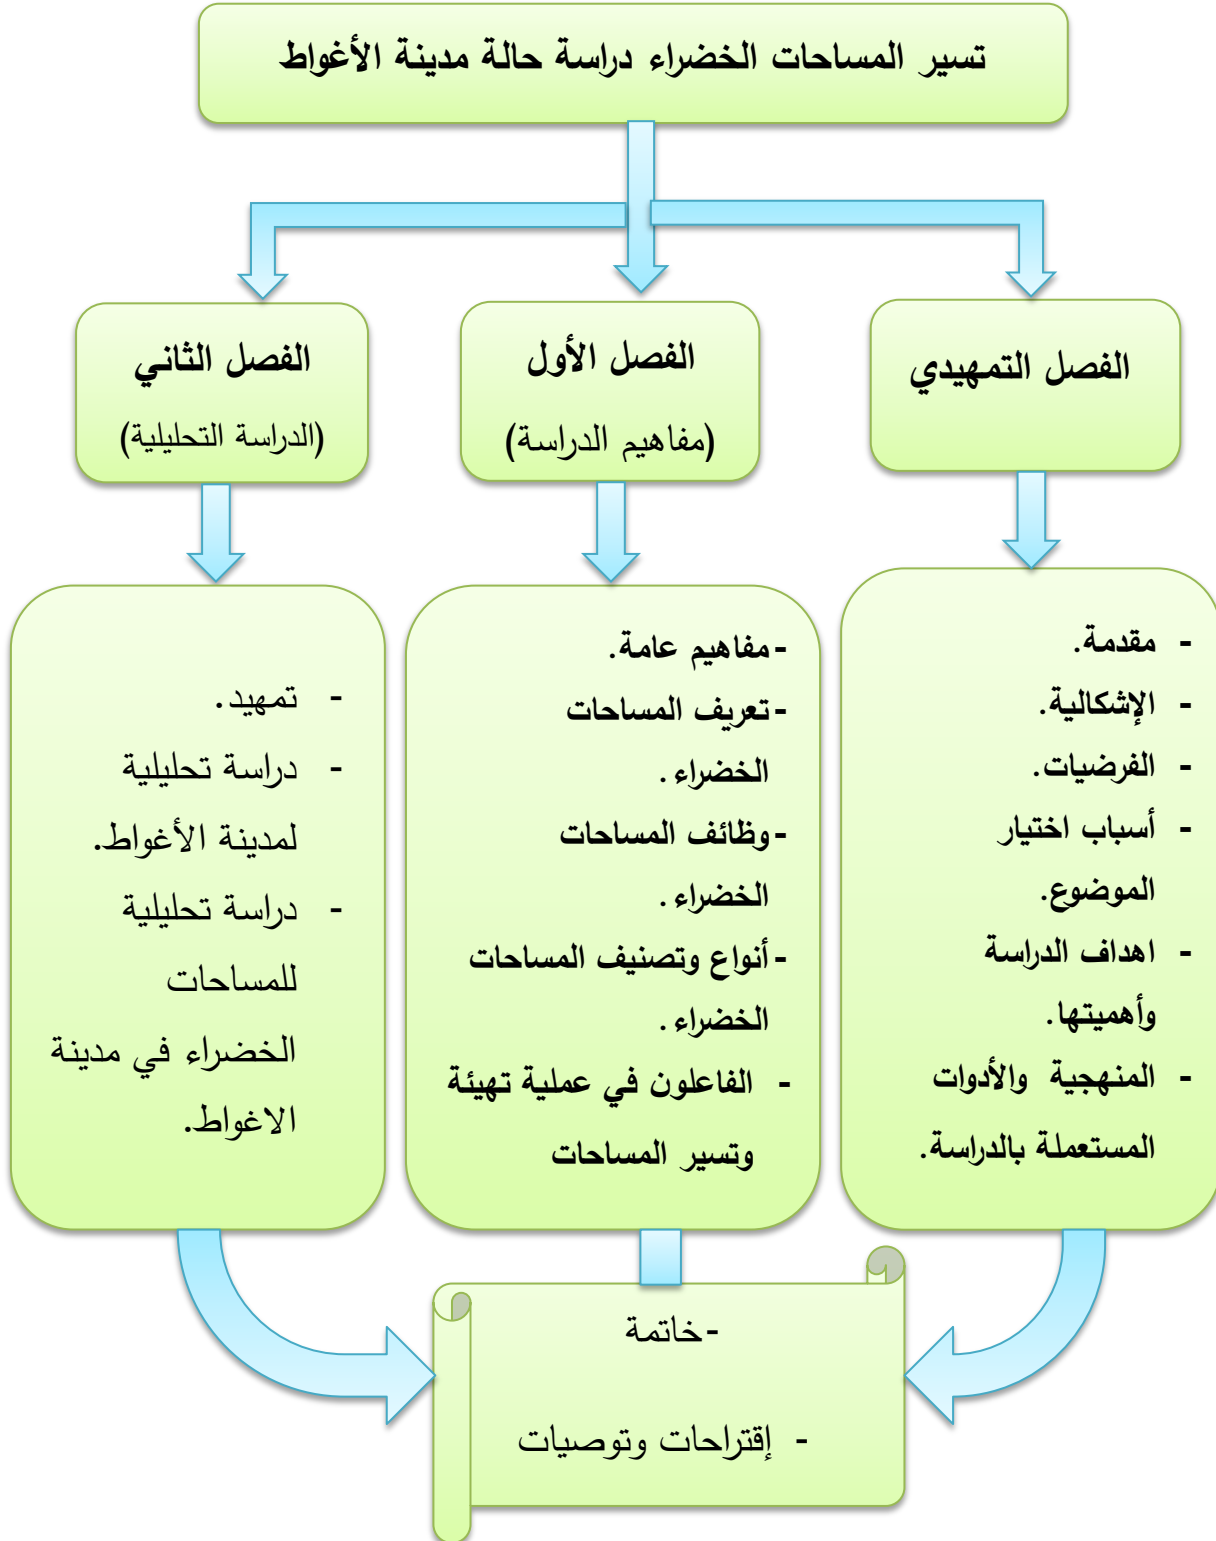 تسير المساحات الخضراء دراسة حالة مدينة الأغواط
الفصل التمهيدي
الفصل الأول
(مفاهيم الدراسة)
الفصل الثاني
(الدراسة التحليلية)
- مقدمة.
- الإشكالية.
- الفرضيات.
- أسباب اختيار
الموضوع.
- اهداف الدراسة
وأهميتها.
- المنهجية والأدوات
المستعملة بالدراسة.
-مفاهيم عامة.
-تعريف المساحات
الخضراء.
-وظائف المساحات
الخضراء.
-أنواع وتصنيف المساحات
الخضراء.
- الفاعلون في عملية تهيئة
وتسير المساحات
- تمهيد.
- دراسة تحليلية
لمدينة الأغواط.
- دراسة تحليلية
للمساحات
الخضراء في مدينة
الاغواط.
-خاتمة
- إقتراحات وتوصيات